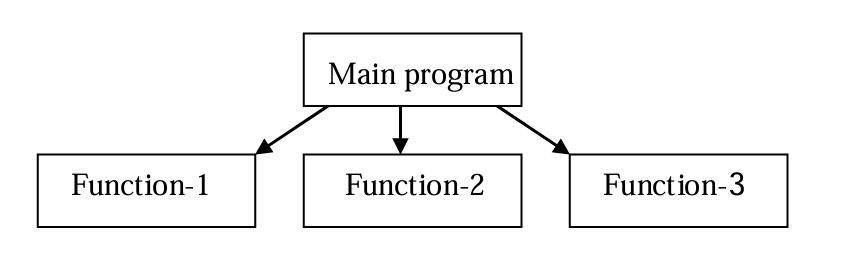 Main program
Function-1
Function-2
Function-3